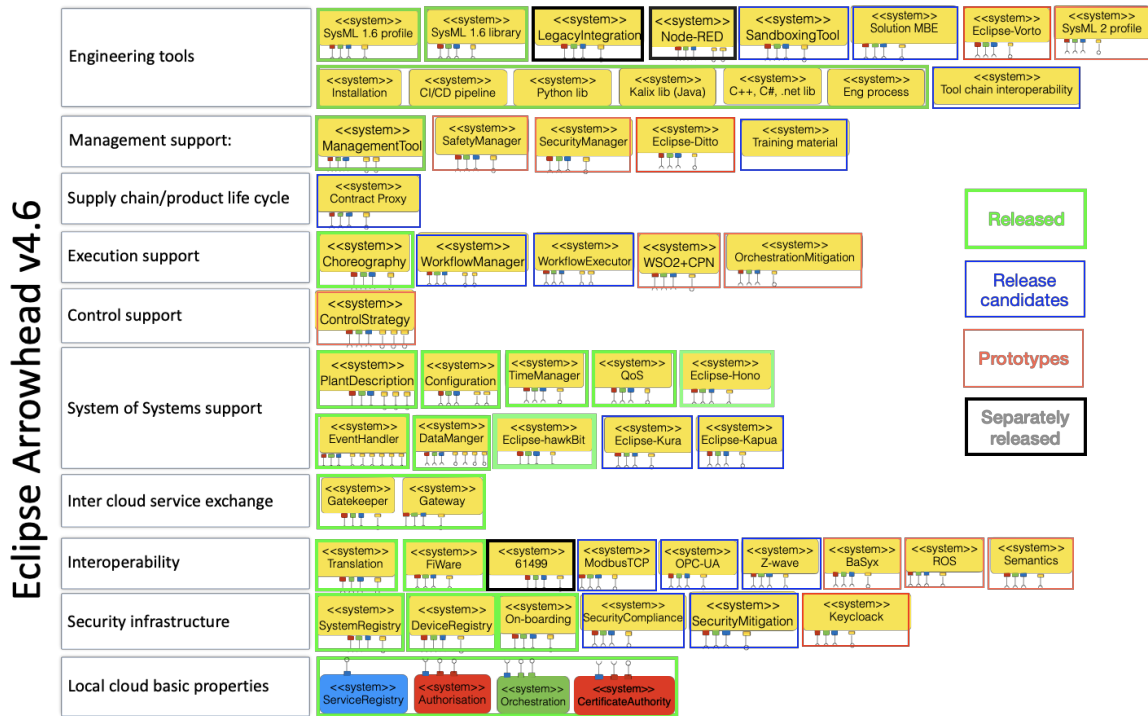 Eclipse Arrowhead v4.6
Engineering tools
<<system>> <<system>> <<system>> <<system>> <<system>> <<system>> <<system>> <<system>>
SysML 1.6 profile SysML 1.6 library LegacyIntegration Node-RED SandboxingTool Solution MBE Eclipse-Vorto SysML 2 profile
<<system>> <<system>> <<system>> <<system>> <<system>> <<system>> <<system>>
Installation CI/CD pipeline Python lib Kalix lib (Java) C++, C#, .net lib Eng process Tool chain interoperability
Management support:
<<system>> <<system>> <<system>> <<system>> <<system>>
ManagementTool SafetyManager SecurityManager Eclipse-Ditto Training material
Supply chain/product life cycle
<<system>>
Contract Proxy
Execution support
<<system>> <<system>> <<system>> <<system>> <<system>>
Choreography WorkflowManager WorkflowExecutor WSO2+CPN OrchestrationMitigation
Control support
<<system>>
ControlStrategy
System of Systems support
<<system>> <<system>> <<system>> <<system>> <<system>>
PlantDescription Configuration TimeManager QoS Eclipse-Hono
<<system>> <<system>> <<system>> <<system>> <<system>>
EventHandler DataManger Eclipse-hawkBit Eclipse-Kura Eclipse-Kapua
Inter cloud service exchange
<<system>> <<system>>
Gatekeeper Gateway
Interoperability
<<system>> <<system>> <<system>> <<system>> <<system>> <<system>> <<system>> <<system>> <<system>>
Translation FiWare 61499 ModbusTCP OPC-UA Z-wave BaSyx ROS Semantics
Security infrastructure
<<system>> <<system>> <<system>> <<system>> <<system>> <<system>>
SystemRegistry DeviceRegistry On-boarding SecurityCompliance SecurityMitigation Keycloack
Local cloud basic properties
<<system>> <<system>> <<system>> <<system>>
ServiceRegistry Authorisation Orchestration CertificateAuthority
Released
Release
candidates
Prototypes
Separately
released